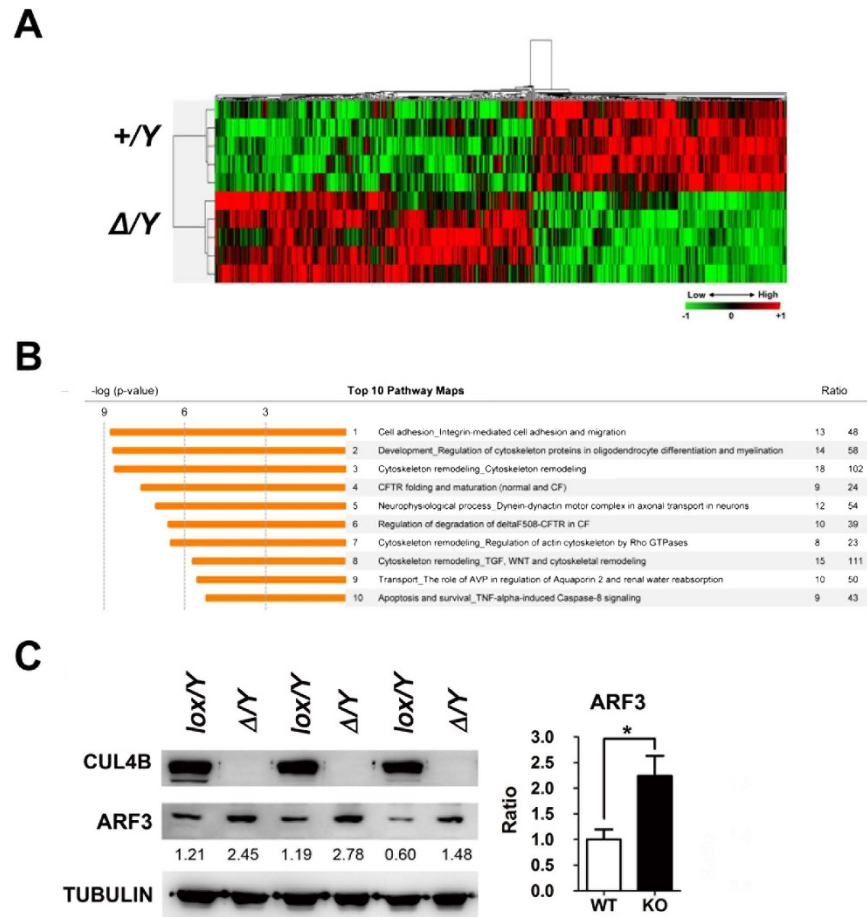 A
+/Y
Δ/Y
Low High
-1 0 +1
B
-log (p-value) Top 10 Pathway Maps Ratio
9 6 3
1 Cell adhesion_Integrin-mediated cell adhesion and migration 13 48
2 Development_Regulation of cytoskeleton proteins in oligodendrocyte differentiation and myelination 14 58
3 Cytoskeleton remodeling_Cytoskeleton remodeling 18 102
4 CFTR folding and maturation (normal and CF) 9 24
5 Neurophysiological process_Dynein-dynactin motor complex in axonal transport in neurons 12 54
6 Regulation of degradation of deltaF508-CFTR in CF 10 39
7 Cytoskeleton remodeling_Regulation of actin cytoskeleton by Rho GTPases 8 23
8 Cytoskeleton remodeling_TGF, WNT and cytoskeletal remodeling 15 111
9 Transport_The role of AVP in regulation of Aquaporin 2 and renal water reabsorption 10 50
10 Apoptosis and survival_TNF-alpha-induced Caspase-8 signaling 9 43
C
lox/Y Δ/Y lox/Y Δ/Y lox/Y Δ/Y
CUL4B
ARF3
1.21 2.45 1.19 2.78 0.60 1.48
TUBULIN
ARF3
*
Ratio
3.0
2.5
2.0
1.5
1.0
0.5
0.0
WT KO